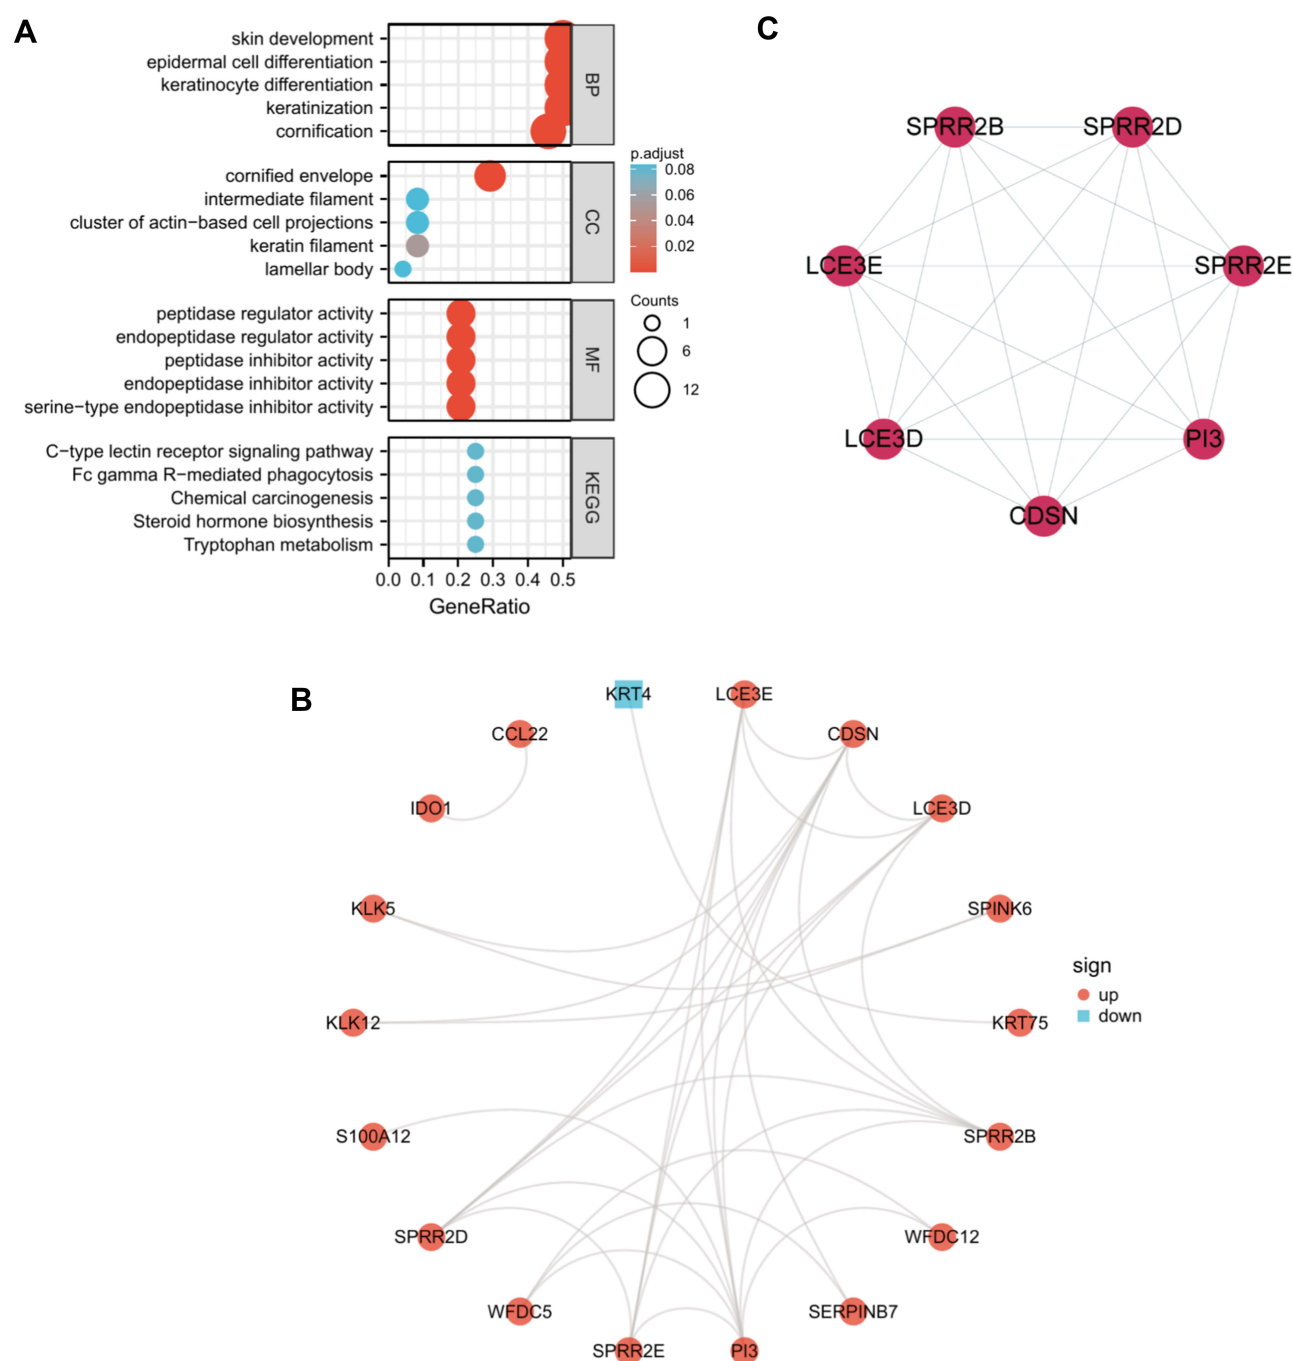 A
skin development
epidermal cell differentiation
keratinocyte differentiation
keratinization
cornification
BP
cornified envelope
intermediate filament
cluster of actin−based cell projections
keratin filament
lamellar body
CC
peptidase regulator activity
endopeptidase regulator activity
peptidase inhibitor activity
endopeptidase inhibitor activity
serine−type endopeptidase inhibitor activity
MF
C−type lectin receptor signaling pathway
Fc gamma R−mediated phagocytosis
Chemical carcinogenesis
Steroid hormone biosynthesis
Tryptophan metabolism
KEGG
0.0 0.1 0.2 0.3 0.4 0.5
GeneRatio
p.adjust
0.08
0.06
0.04
0.02
Counts
1
6
12
C
SPRR2B
SPRR2D
LCE3E
SPRR2E
LCE3D
PI3
CDSN
B
KRT4
LCE3E
CCL22
CDSN
IDO1
LCE3D
KLK5
SPINK6
KLK12
KRT75
S100A12
SPRR2B
SPRR2D
WFDC12
WFDC5
SERPINB7
SPRR2E
PI3
sign
up
down